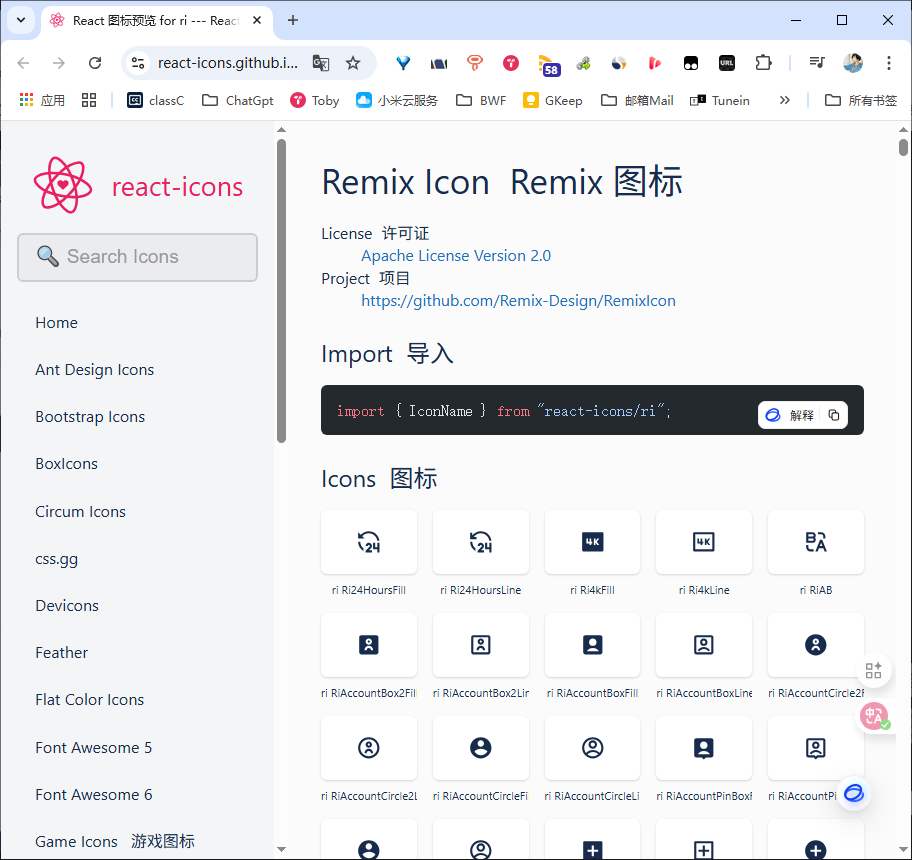 React 图标预览 for ri --- React
react-icons.github.i...
58
URL
应用
classC
ChatGpt
Toby
小米云服务
BWF
GKeep
邮箱Mail
Tunein
所有书签
react-icons
Search Icons
Home
Ant Design Icons
Bootstrap Icons
BoxIcons
Circum Icons
css.gg
Devicons
Feather
Flat Color Icons
Font Awesome 5
Font Awesome 6
Game Icons 游戏图标
Remix Icon Remix 图标
License 许可证
Apache License Version 2.0
Project 项目
https://github.com/Remix-Design/RemixIcon
Import 导入
import { IconName } from "react-icons/ri";
解释
Icons 图标
24 24 4K 4K B A
ri Ri24HoursFill ri Ri24HoursLine ri Ri4kFill ri Ri4kLine ri RiAB
ri RiAccountBox2Fill ri RiAccountBox2Lir ri RiAccountBoxFill ri RiAccountBoxLine ri RiAccountCircle2F
ri RiAccountCircle2L ri RiAccountCircleFi ri RiAccountCircleLi ri RiAccountPinBoxF ri RiAccountPi